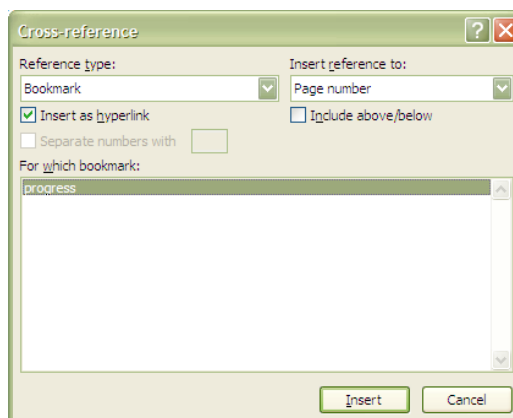 Cross-reference
?
Reference type:
Insert reference to:
Bookmark
Page number
Insert as hyperlink
Include above/below
Separate numbers with
For which bookmark:
progress
Insert
Cancel